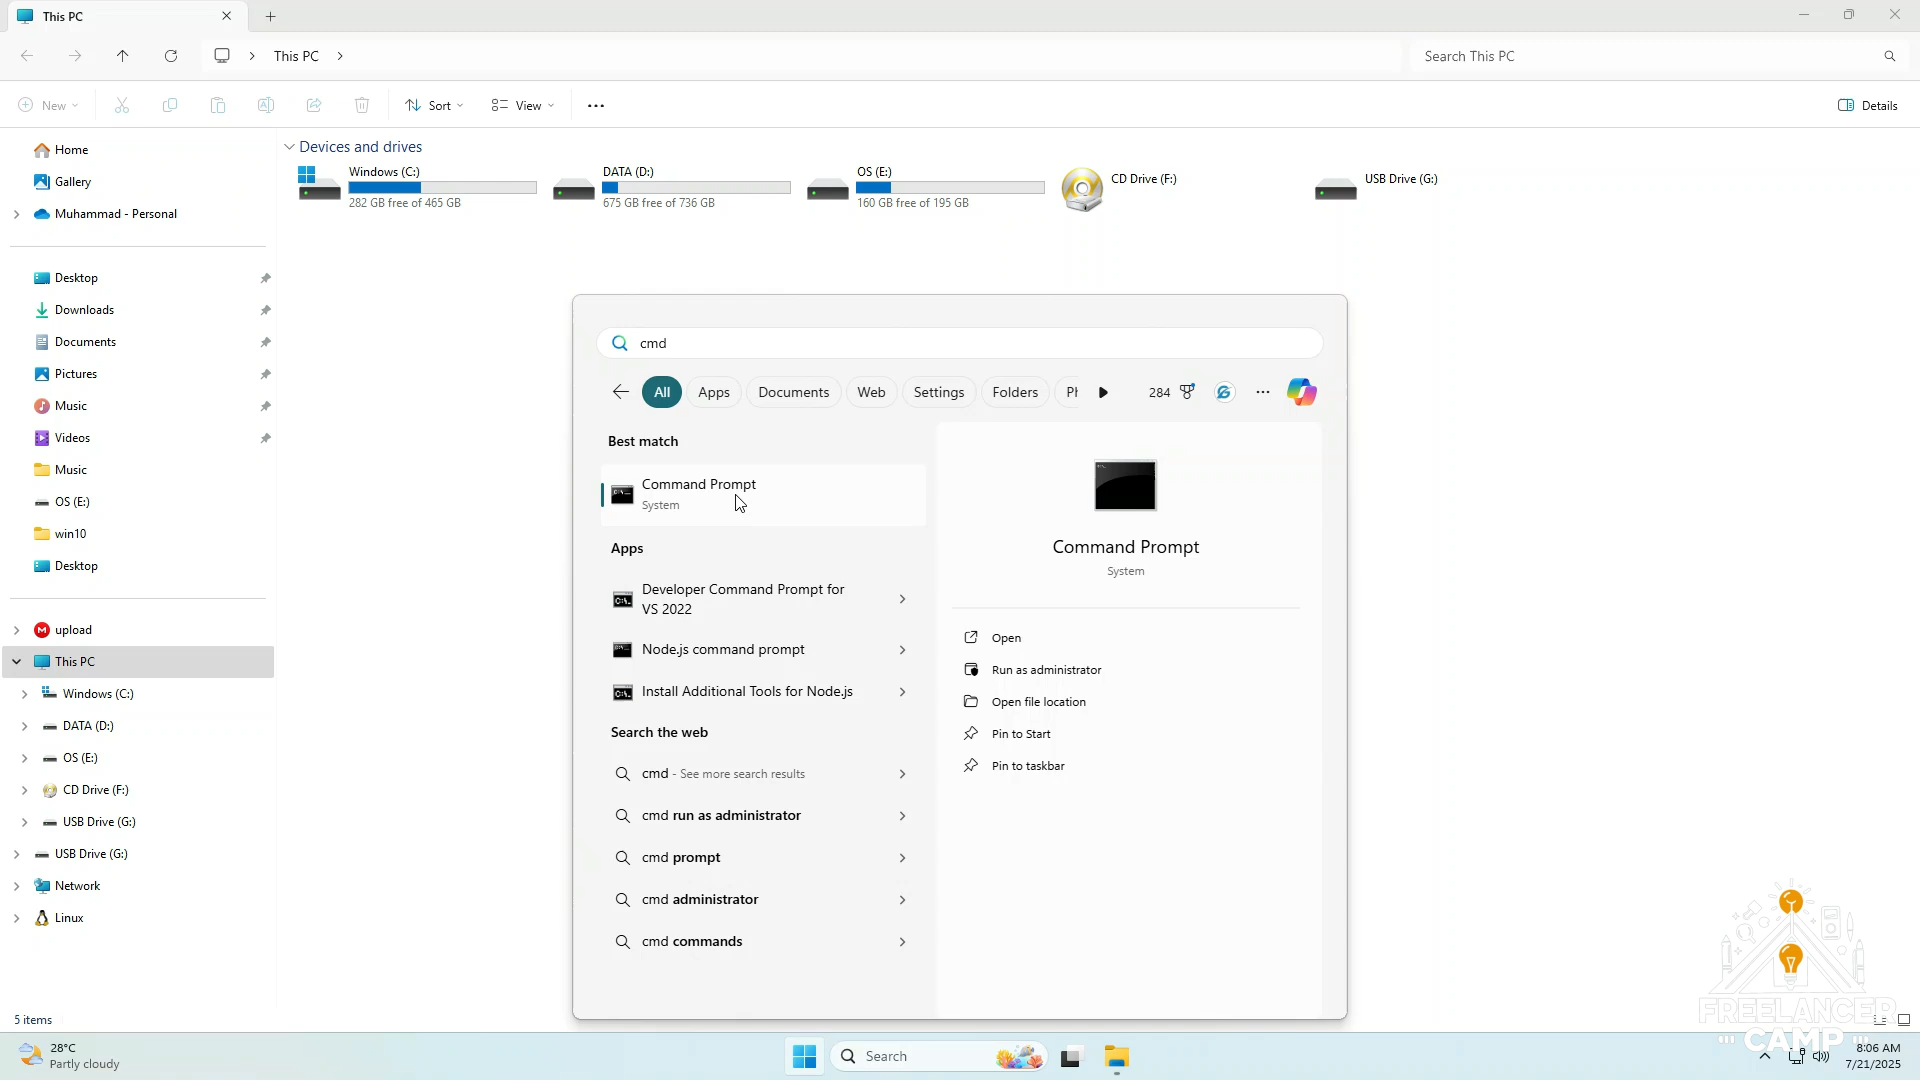 This PC
This PC
Search This PC
New
Sort
View
Details
Home
Gallery
Muhammad - Personal
Desktop
Downloads
Documents
Pictures
Music
Videos
Music
OS (E:)
win10
Desktop
upload
This PC
Windows (C:)
DATA (D:)
OS (E:)
CD Drive (F:)
USB Drive (G:)
USB Drive (G:)
Network
Linux
5 items
Devices and drives
Windows (C:)
282 GB free of 465 GB
DATA (D:)
675 GB free of 736 GB
OS (E:)
160 GB free of 195 GB
CD Drive (F:)
USB Drive (G:)
cmd
All
Apps
Documents
Web
Settings
Folders
284
Best match
Command Prompt
System
Apps
Developer Command Prompt for
VS 2022
Node.js command prompt
Install Additional Tools for Node.js
Search the web
cmd - See more search results
cmd run as administrator
cmd prompt
cmd administrator
cmd commands
Command Prompt
System
Open
Run as administrator
Open file location
Pin to Start
Pin to taskbar
FREELANCER
CAMP
28°C
Partly cloudy
Search
8:06 AM
7/21/2025